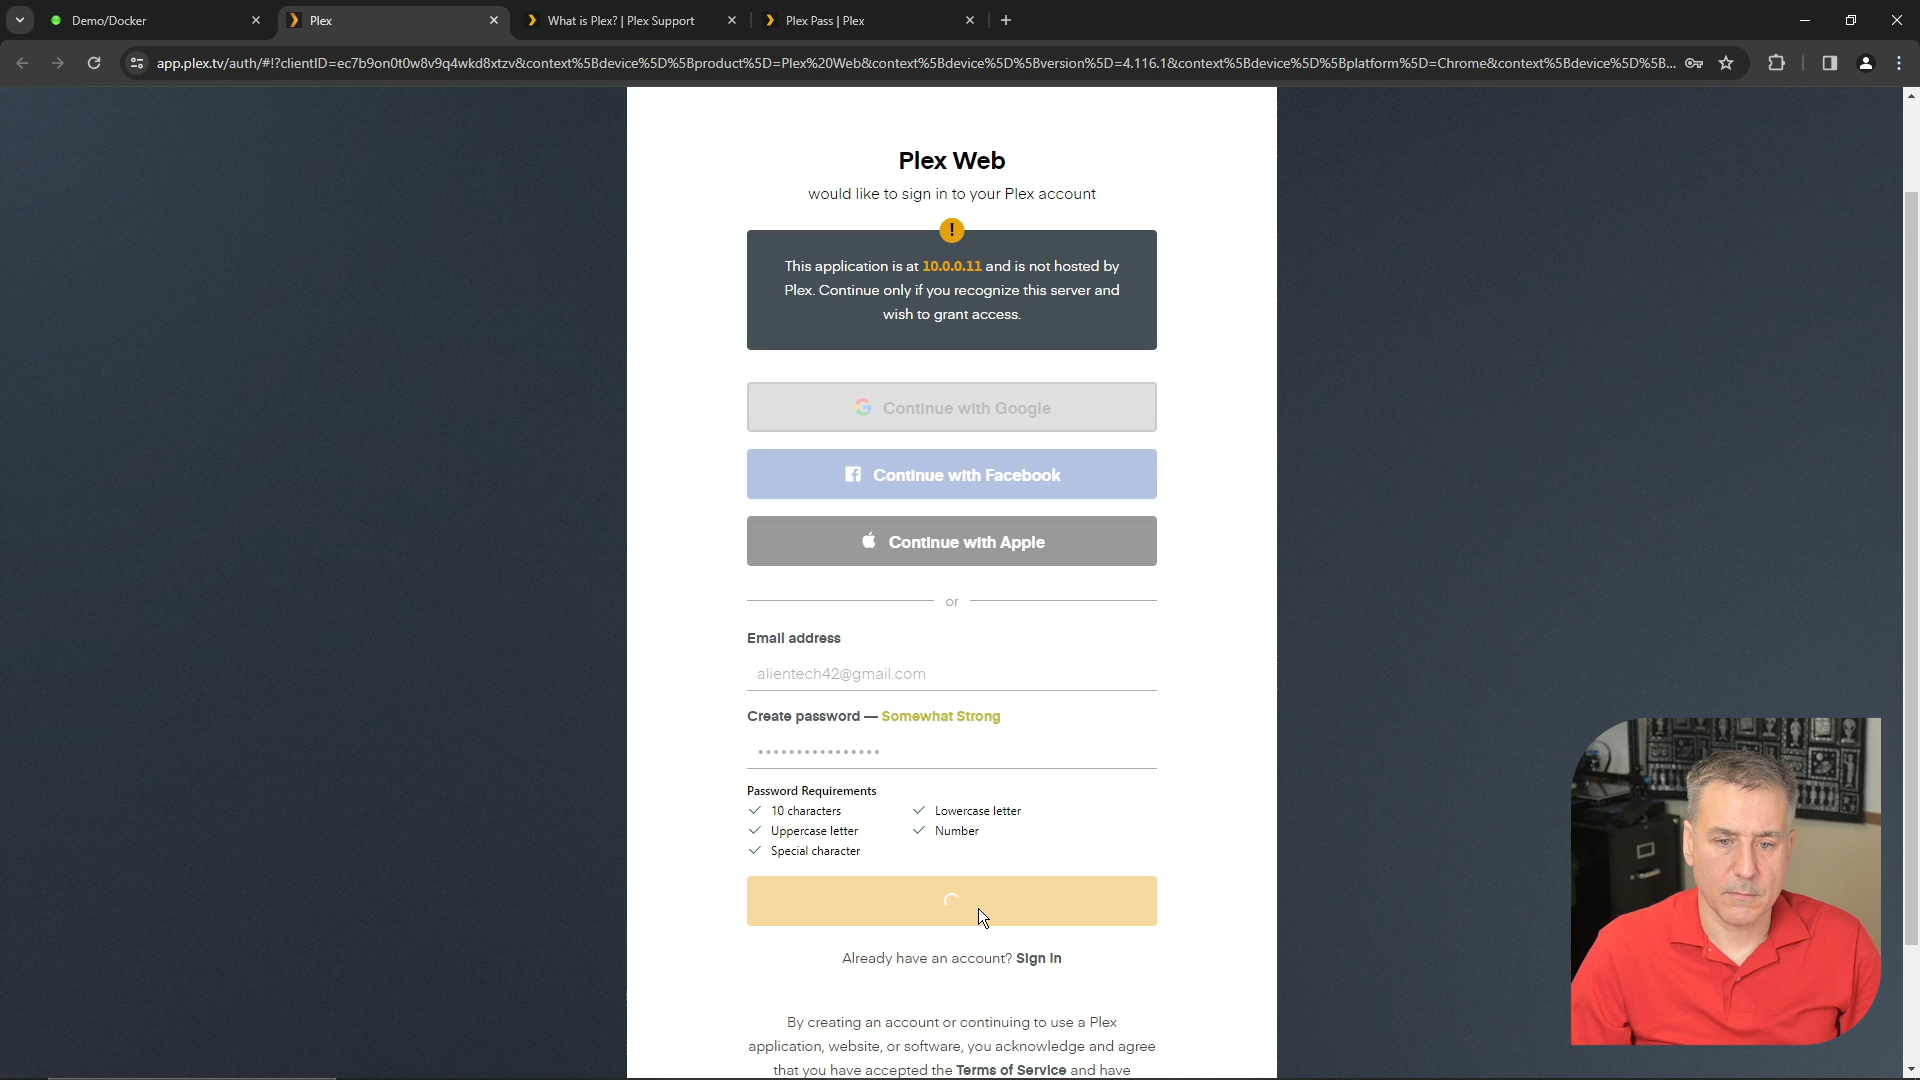 Demo/Docker
Plex
What is Plex? | Plex Support
Plex Pass | Plex
app.plex.tv/auth/#!?clientID=ec7b9on0t0w8v9q4wkd8xtzv&context%5Bdevice%5D%5Bproduct%5D=Plex%20Web&context%5Bdevice%5D%5Bversion%5D=4.116.1&context%5Bdevice%5D%5Bplatform%5D=Chrome&context%5Bdevice%5D%5B...
Plex Web
would like to sign in to your Plex account
!
This application is at 10.0.0.11 and is not hosted by
Plex. Continue only if you recognize this server and
wish to grant access.
Continue with Google
Continue with Facebook
Continue with Apple
or
Email address
alientech42@gmail.com
Create password — Somewhat Strong
Password Requirements
10 characters
Lowercase letter
Uppercase letter
Number
Special character
Already have an account? Sign in
By creating an account or continuing to use a Plex
application, website, or software, you acknowledge and agree
that you have accepted the Terms of Service and have